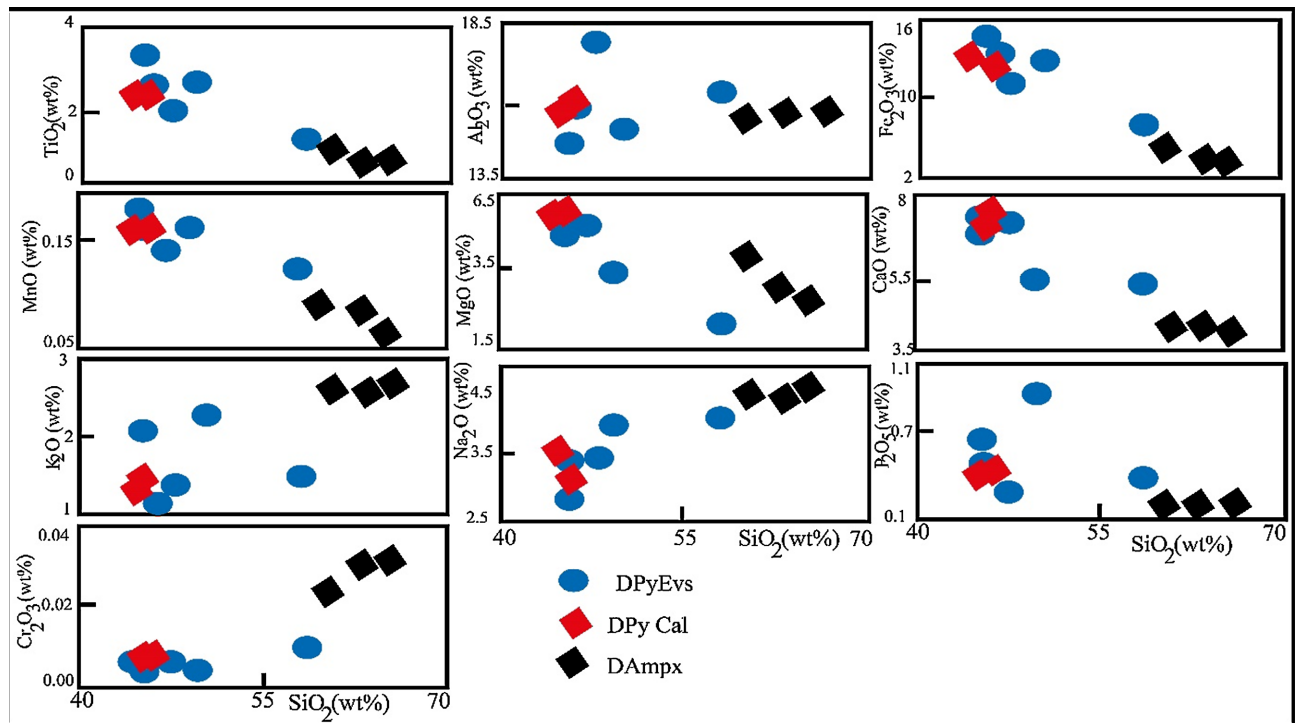 4
TiO2(wt%)
2
0
18.5
Al2O3 (wt%)
13.5
16
Fe2O3(wt%)
10
2
MnO (wt%)
0.15
0.05
6.5
MgO (wt%)
3.5
1.5
8
CaO (wt%)
5.5
3.5
3
K2O (wt%)
2
1
4.5
Na2O (wt%)
3.5
2.5
40
55
SiO2(wt%)
70
1.1
P2O5(wt%)
0.7
0.1
40
55
SiO2(wt%)
70
0.04
Cr2O3(wt%)
0.02
0.00
40
55
SiO2(wt%)
70
DPyEvs
DPy Cal
DAmpx